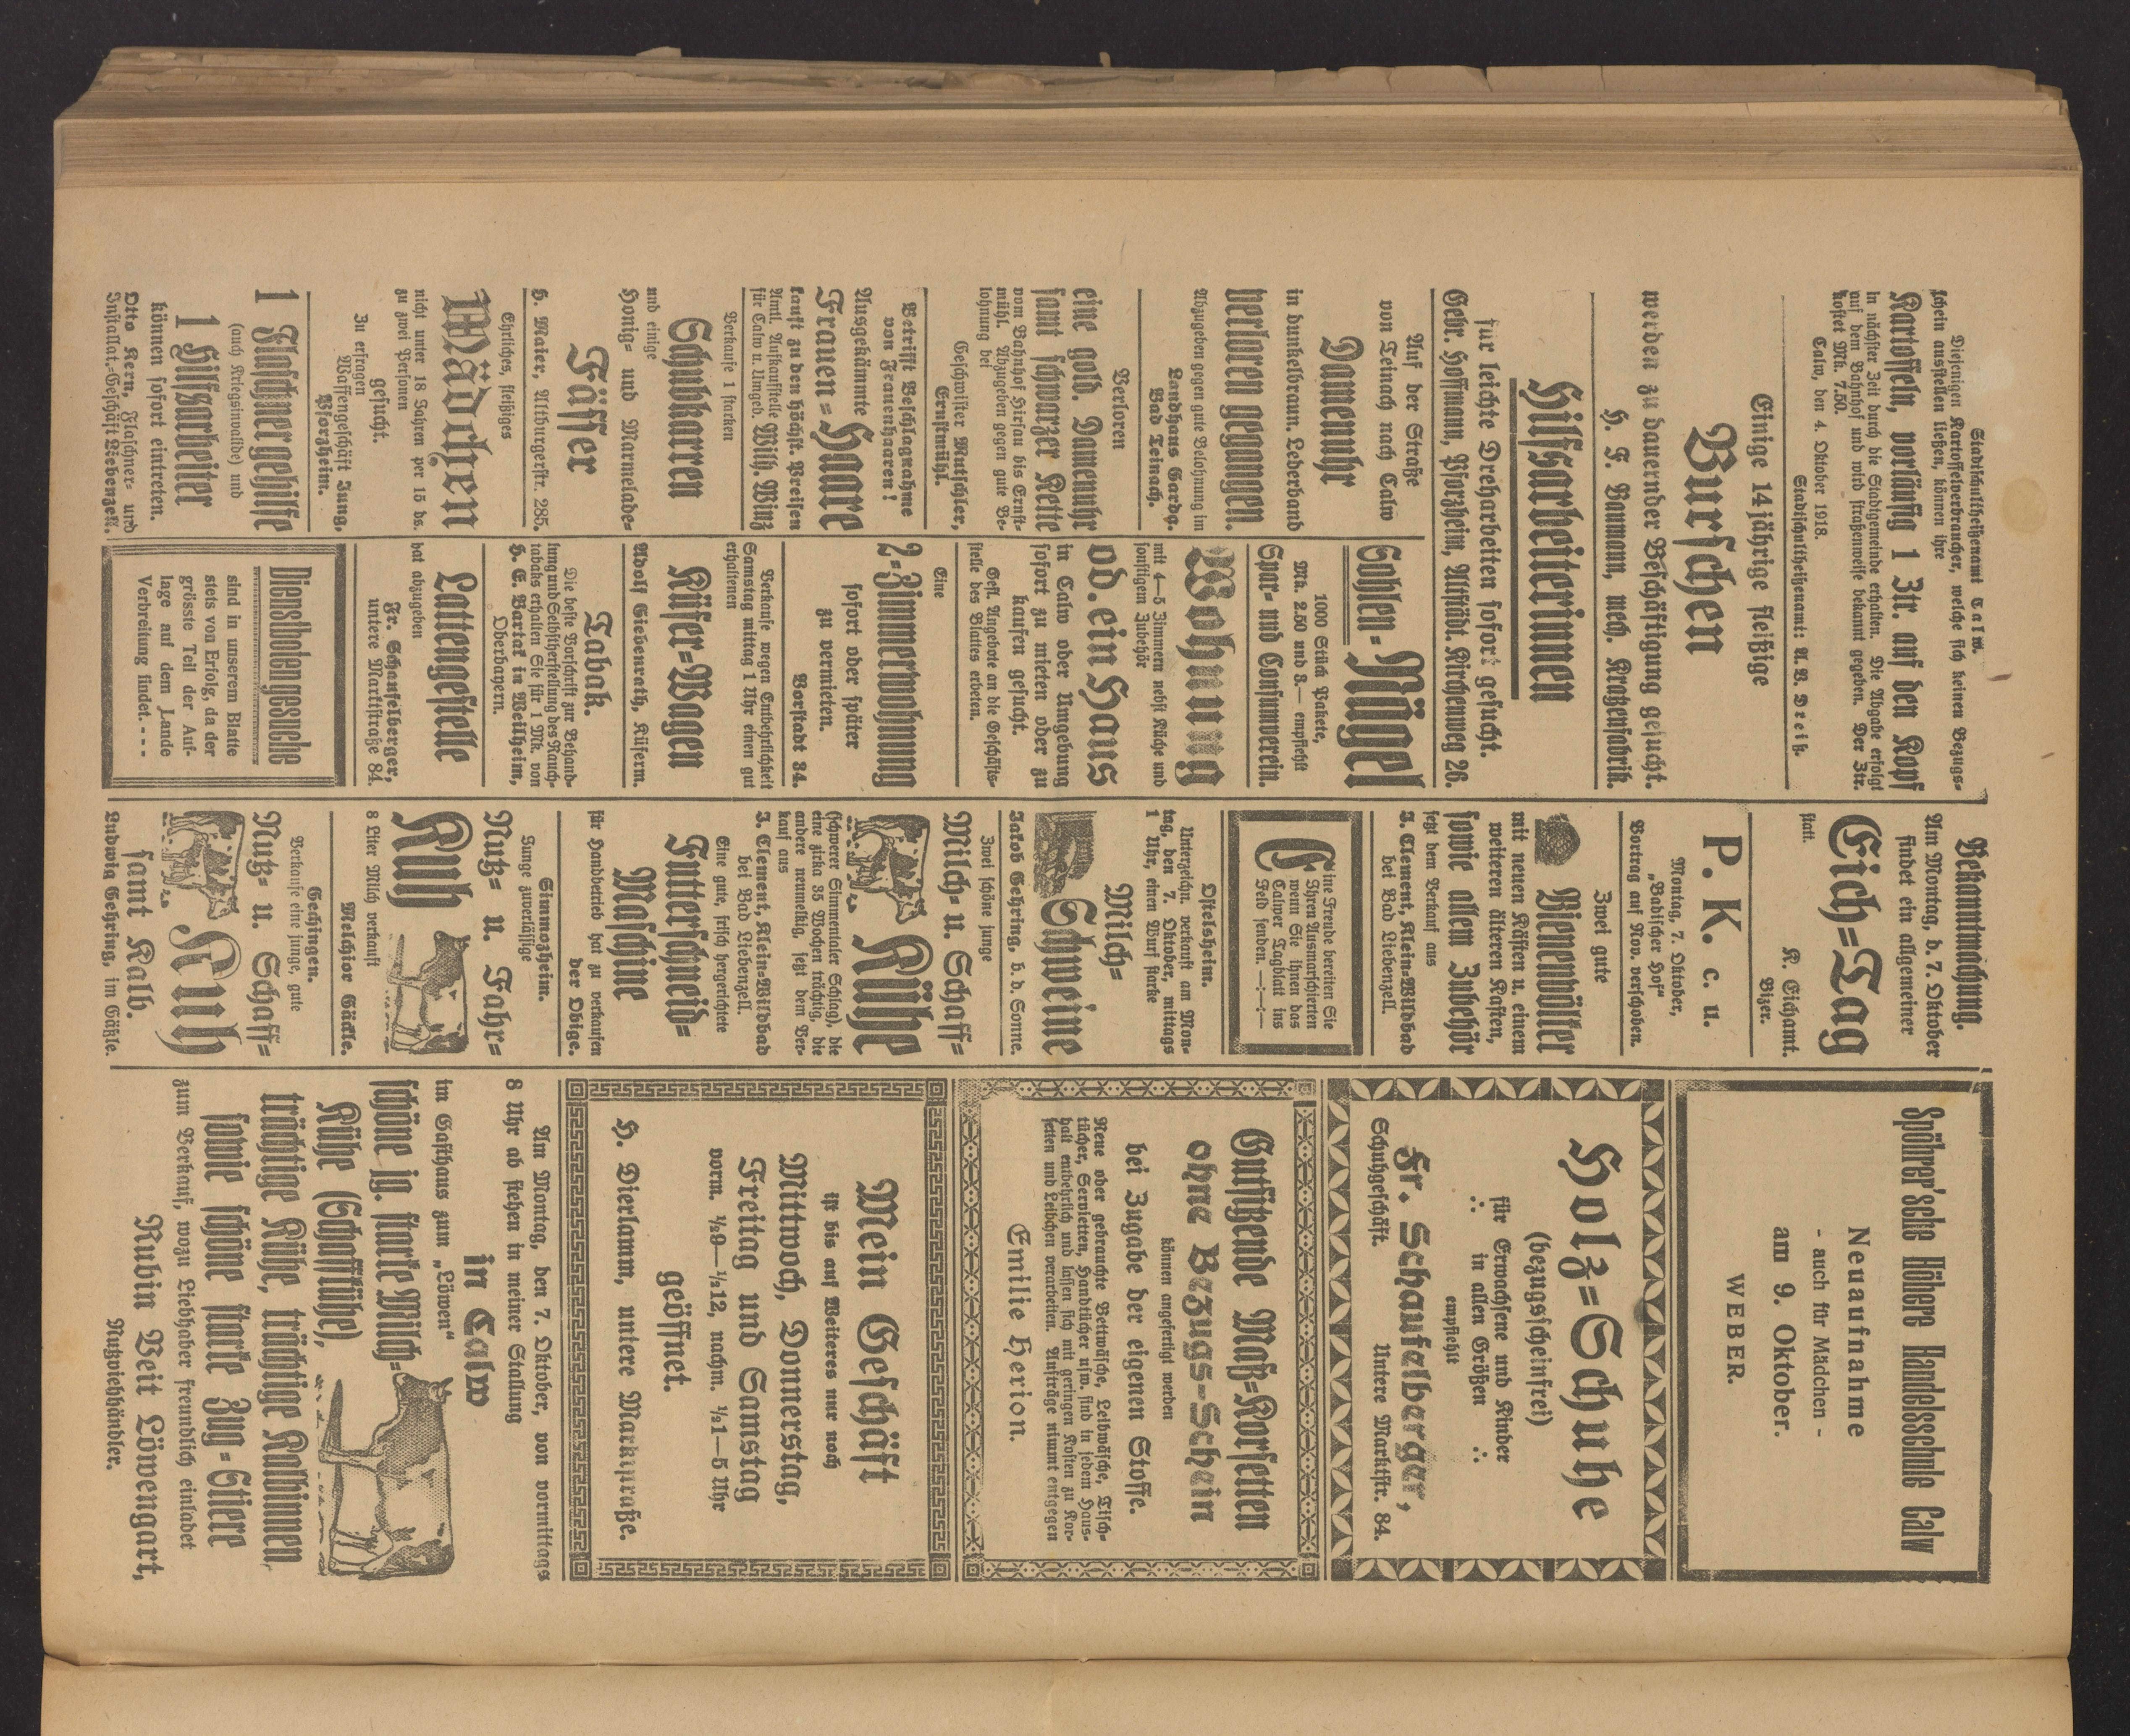 Stadtschultheißenamt Calw.
Diejenigen Kartoffelverbraucher, welche sich keinen Bezugs-
schein ausstellen ließen, können ihre
Kartoffeln, vorläufig 1 Ztr. auf den Kopf
in nächster Zeit durch die Stadtgemeinde erhalten. Die Abgabe erfolgt
auf dem Bahnhof und wird straßenweise bekannt gegeben. Der Ztr.
kostet Mk. 7.50.
Calw, den 4. Oktober 1918.
Stadtschultheißenamt: A. V. Dreiß.
Einige 14jährige fleißige
Burschen
werden zu dauernder Beschäftigung gesucht.
H. F. Baumann, mech. Kratzenfabrik.
Hilfsarbeiterinnen
für leichte Dreharbeiten sofort gesucht.
Gebr. Hoffmann, Pforzheim, Altstädt. Kirchenweg 26.
Auf der Straße
von Teinach nach Calw
Damenuhr
in dunkelbraun. Lederband
verloren gegangen.
Abzugeben gegen gute Belohnung im
Landhaus Garbg.
Bad Teinach.
Verloren
eine gold. Damenuhr
samt schwarzer Kette
vom Bahnhof Hirsau bis Ernst-
mühl. Abzugeben gegen gute Be-
lohnung bei
Geschwister Mutschler,
Ernstmühl.
Betrifft Beschlagnahme
von Frauenhaaren!
Ausgekämmte
Frauen=Haare
kauft zu den höchst. Preisen
Amtl. Aufkaufstelle Wilh. Winz
für Calw u. Umgeb.
Verkaufe 1 starken
Schubkarren
und einige
Honig- und Marmelade-
Fässer
H. Maier, Altburgerstr. 285.
Ehrliches, fleißiges
Mädchen
nicht unter 18 Jahren per 15 ds.
zu zwei Personen
gesucht.
Zu erfragen
Waffengeschäft Jung,
Pforzheim.
1 Flaschnergehilfe
(auch Kriegsinvalide) und
1 Hilfsarbeiter
können sofort eintreten.
Otto Kern, Flaschner- und
Installat.-Geschäft Liebenzell.
Sohlen=Nägel
1000 Stück Pakete,
Mk. 2.50 und 3.— empfiehlt
Spar- und Consumverein.
Wohnung
mit 4—5 Zimmern nebst Küche und
sonstigem Zubehör
od. ein Haus
in Calw oder Umgebung
sofort zu mieten oder zu
kaufen gesucht.
Gefl. Angebote an die Geschäfts-
stelle des Blattes erbeten.
Eine
2=Zimmerwohnung
sofort oder später
zu vermieten.
Vorstadt 34.
Verkaufe wegen Entbehrlichkeit
Samstag mittag 1 Uhr einen gut
erhaltenen
Küfer=Wagen
Adolf Giebenrath, Küferm.
Tabak.
Die beste Vorschrift zur Behand-
lung und Selbstherstellung des Rauch-
tabaks erhalten Sie für 1 Mk. von
H. E. Bartak in Weilheim,
Oberbayern.
Lattengestelle
hat abzugeben
Fr. Schaufelberger,
untere Marktstraße 84.
Dienstbotengesuche
sind in unserem Blatte
stets von Erfolg, da der
grösste Teil der Auf-
lage auf dem Lande
Verbreitung findet. - - -
Bekanntmachung.
Am Montag, d. 7. Oktober
findet ein allgemeiner
Eich=Tag
statt.
K. Eichamt.
Bizer.
P. K. c. u.
Montag, 7. Oktober,
„Badischer Hof“
Vortrag auf Nov. verschoben.
Zwei gute
Bienenvölker
mit neuen Kästen u. einem
weiteren älteren Kasten,
sowie allem Zubehör
setzt dem Verkauf aus
J. Clement, Klein-Wildbad
bei Bad Liebenzell.
Eine Freude bereiten Sie
Ihren Ausmarschierten
wenn Sie ihnen das
Calwer Tagblatt ins
Feld senden. —:—:—
Ostelsheim.
Unterzeichn. verkauft am Mon-
tag, den 7. Oktober, mittags
1 Uhr, einen Wurf starke
Milch-
Schweine
Jakob Gehring, b. d. Sonne.
Zwei schöne junge
Milch- u. Schaff-
Kühe
(schwerer Simmentaler Schlag), die
eine zirka 35 Wochen trächtig, die
andere neumelkig, setzt dem Ver-
kauf aus
J. Clement, Klein-Wildbad
bei Bad Liebenzell.
Eine gute, frisch hergerichtete
Futterschneid-
Maschine
für Handbetrieb hat zu verkaufen
der Obige.
Simmozheim.
Junge zuverlässige
Nutz- u. Fahr-
Kuh
8 Liter Milch verkauft
Melchior Gäckle.
Gechingen.
Verkaufe eine junge, gute
Nutz- u. Schaff-
Kuh
samt Kalb.
Ludwig Gehring, im Gäßle.
Spöhrer'sche Höhere Handelsschule Calw
Neuaufnahme
- auch für Mädchen -
am 9. Oktober.
WEBER.
Holz=Schuhe
(bezugsscheinfrei)
für Erwachsene und Kinder
∴ in allen Größen ∴
empfiehlt
Fr. Schaufelberger,
Schuhgeschäft. Untere Marktstr. 84.
Gutsitzende Maß=Korsetten
ohne Bezugs-Schein
können angefertigt werden
bei Zugabe der eigenen Stoffe.
Neue oder gebrauchte Bettwäsche, Leibwäsche, Tisch-
tücher, Servietten, Handtücher usw. sind in jedem Haus-
halt entbehrlich und lassen sich mit geringen Kosten zu Kor-
setten und Leibchen verarbeiten. Aufträge nimmt entgegen
Emilie Herion.
Mein Geschäft
ist bis auf Weiteres nur noch
Mittwoch, Donnerstag,
Freitag und Samstag
vorm. ½9—½12, nachm. ½1—5 Uhr
geöffnet.
H. Dierlamm, untere Marktstraße.
Am Montag, den 7. Oktober, von vormittags
8 Uhr ab stehen in meiner Stallung
in Calw
im Gasthaus zum „Löwen“
schöne jg. starke Milch-
Kühe (Schaffkühe),
trächtige Kühe, trächtige Kalbinnen
sowie schöne starke Zug=Stiere
zum Verkauf, wozu Liebhaber freundlich einladet
Rubin Veit Löwengart,
Nutzviehhändler.